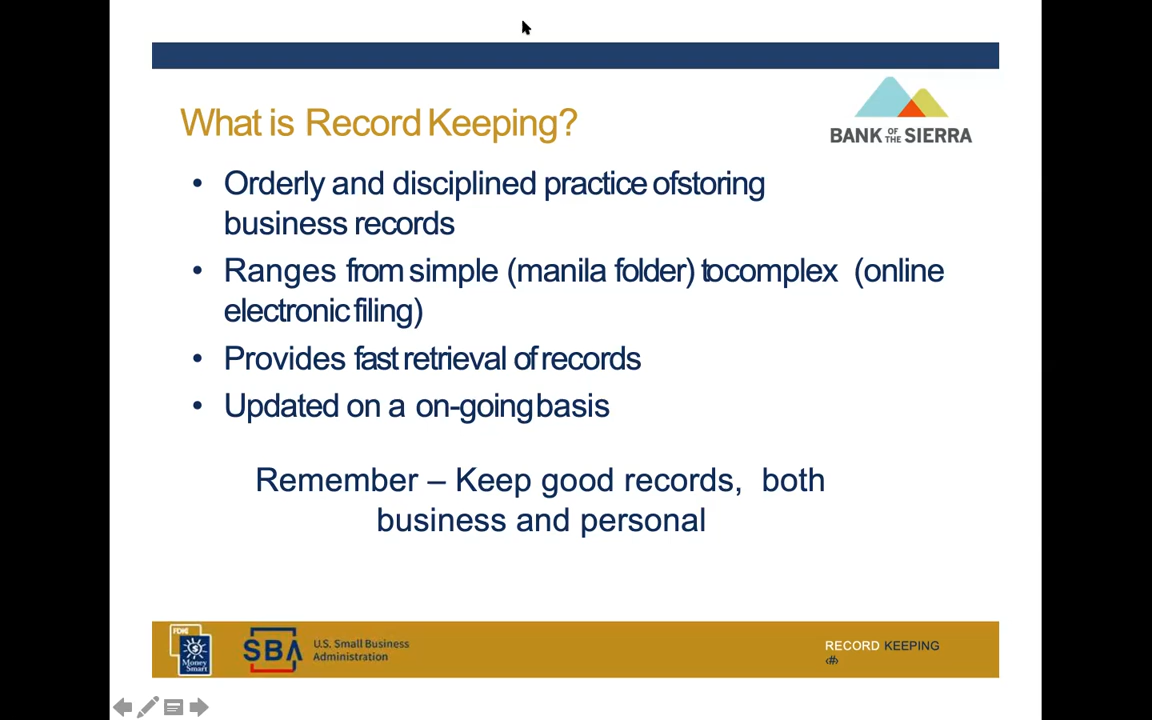 What is Record Keeping?
BANK OF THE SIERRA
• Orderly and disciplined practice ofstoring
business records
• Ranges from simple (manila folder) tocomplex (online
electronic filing)
• Provides fast retrieval of records
• Updated on a on-goingbasis
Remember – Keep good records, both
business and personal
FDIC
Money
Smart
SBA
U.S. Small Business
Administration
RECORD KEEPING
‹#›